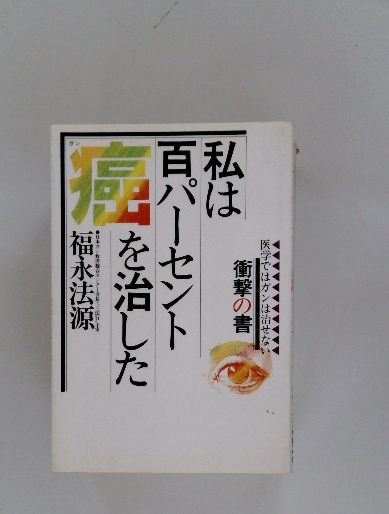 医学ではガンは治せない
衝撃の書
私は
百パーセント
ガン
癌を治した
福永法源